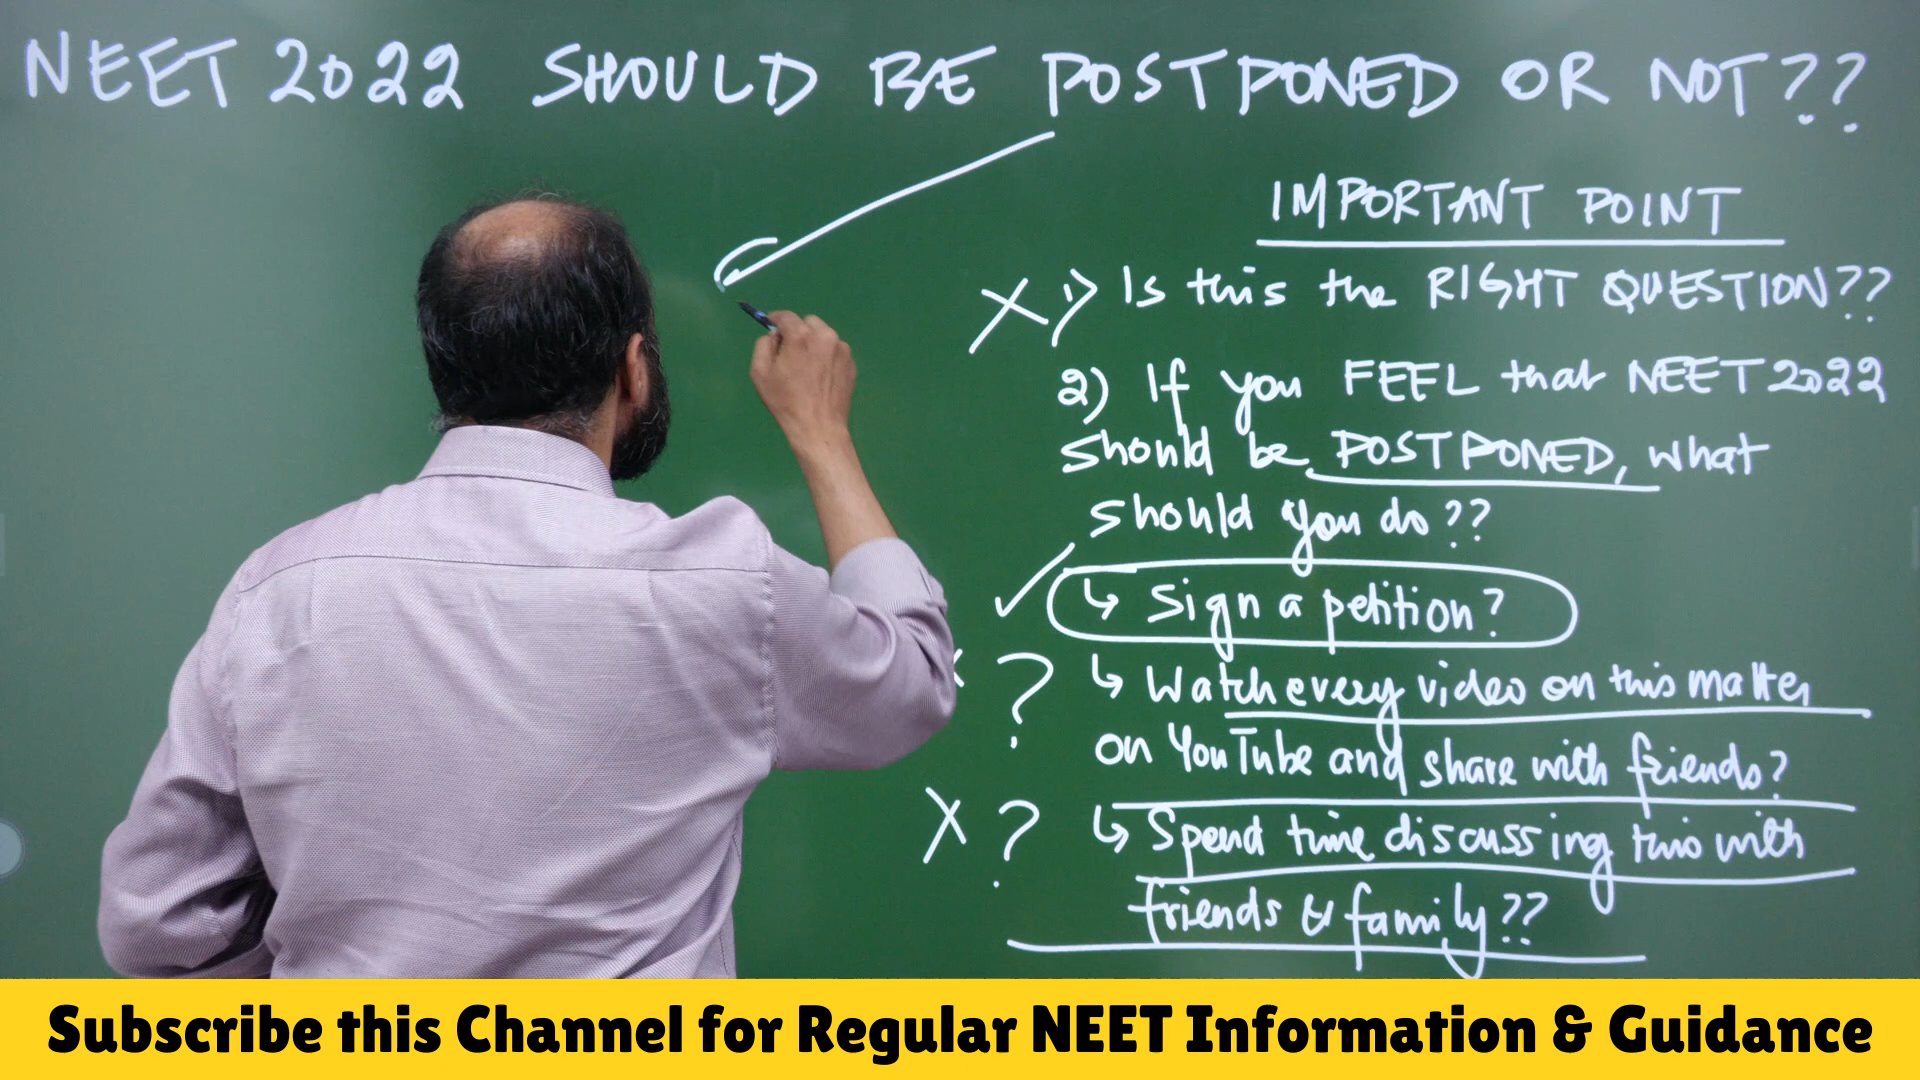 NEET 2022 SHOULD BE POSTPONED OR NOT??
IMPORTANT POINT
X 1) Is this the RIGHT QUESTION??
2) If you FEEL that NEET 2022
should be POSTPONED, what
should you do??
✓ ↳ Sign a petition?
X ? ↳ Watch every video on this matter
on YouTube and share with friends?
X ? ↳ Spend time discussing this with
friends & family??
Subscribe this Channel for Regular NEET Information & Guidance